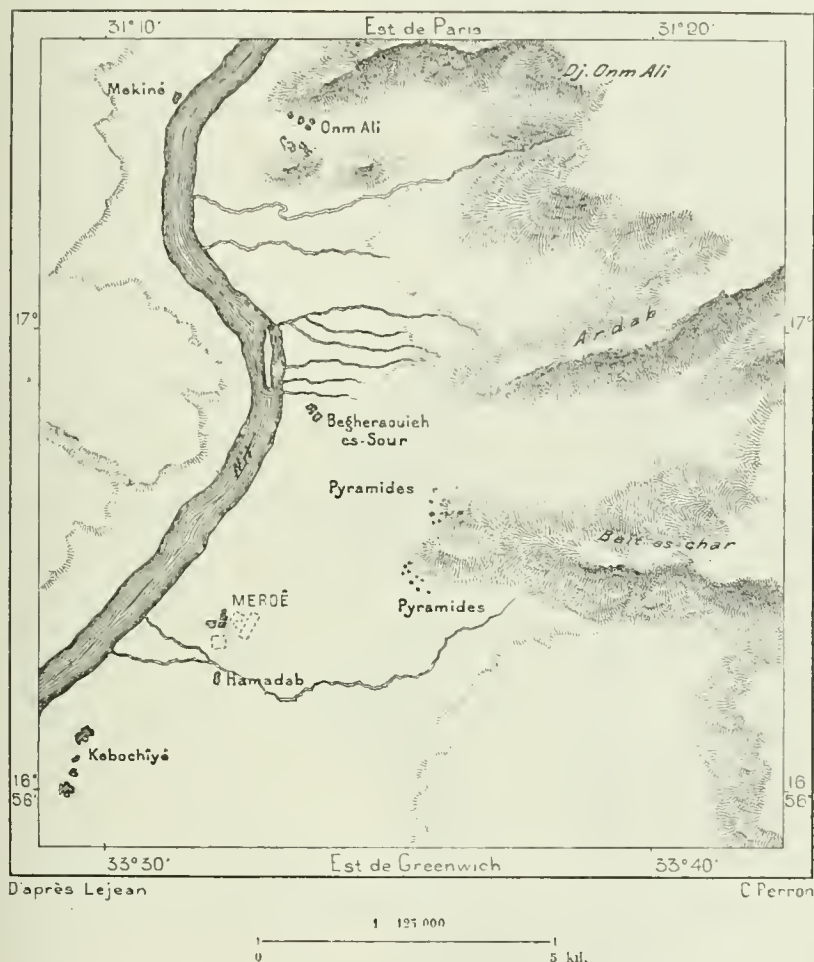 31°10' Est de Paris 31°20'
Dj. Onm Ali
Mekiné
Onm Ali
17° 17°
Ardab
Begheraouieh
es-Sour
Nil
Pyramides
Beit es-char
MEROÊ
Pyramides
Hamadab
Kabochîyé
16° 16
56' 56'
33°30' Est de Greenwich 33°40'
D'après Lejean C Perron
1 125 000
0 5 kil.